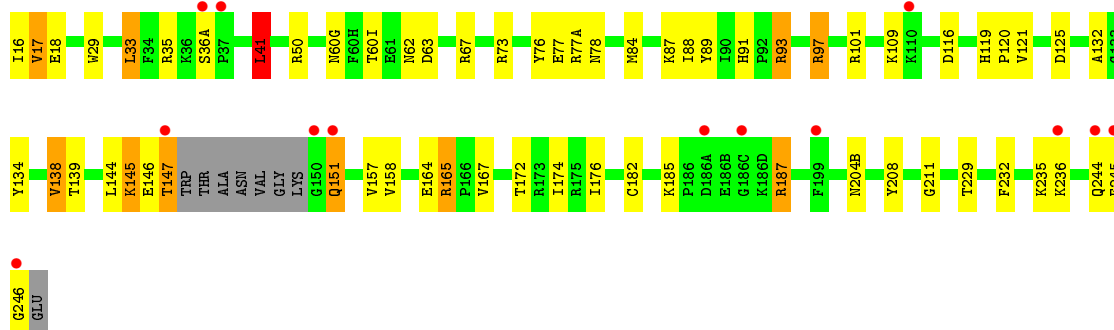 I16 V17 E18 W29 L33 F34 R35 K36 S36A P37 L41 R50 N60G F60H T60I E61 N62 D63 R67 R73 Y76 E77 R77A N78 M84 K87 I88 Y89 I90 H91 P92 R93 R97 R101 K109 K110 D116 H119 P120 V121 D125 A132
Y134 V138 T139 L144 K145 E146 T147 TRP THR ALA ASN VAL GLY LYS G150 Q151 V157 V158 E164 R165 P166 V167 T172 R173 I174 R175 I176 C182 K185 P186 D186A E186B G186C K186D R187 F199 N204B Y208 G211 T229 F232 K235 K236 Q244
G246 GLU